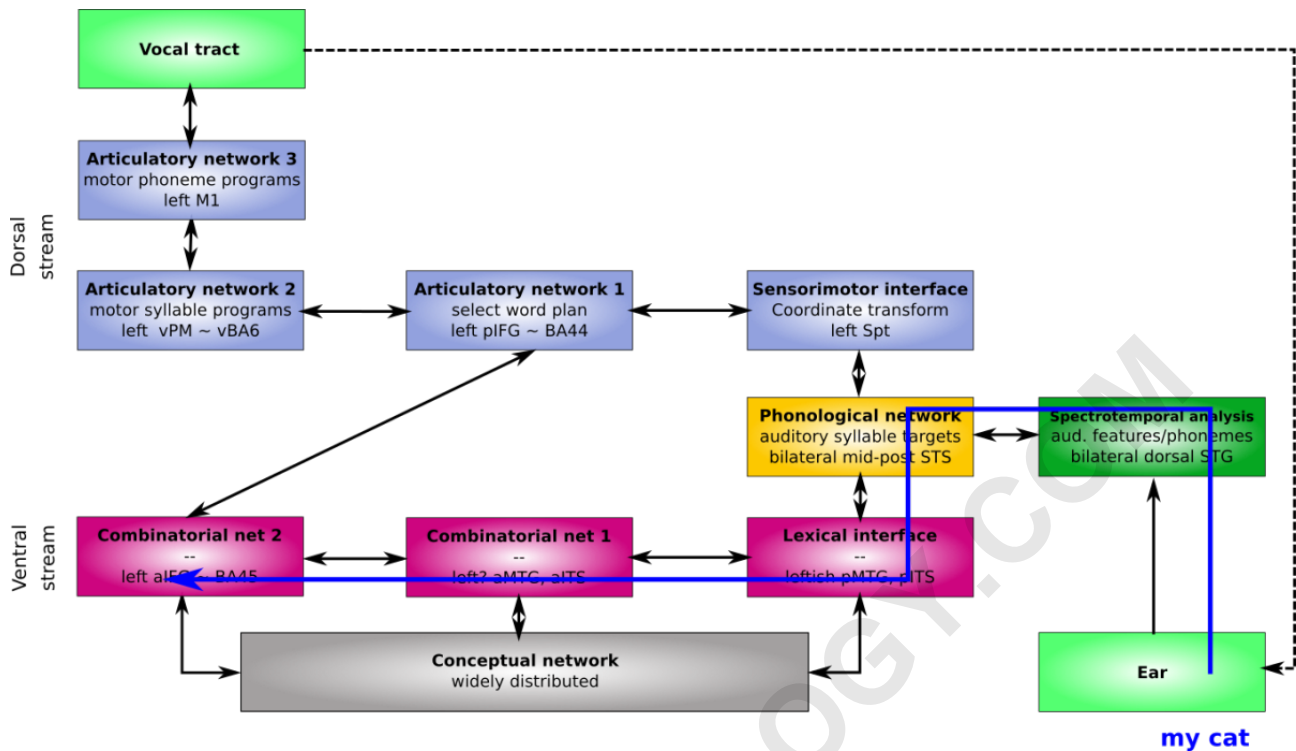 Vocal tract
Articulatory network 3
motor phoneme programs
left M1
Dorsal
stream
Articulatory network 2
motor syllable programs
left vPM ~ vBA6
Articulatory network 1
select word plan
left pIFG ~ BA44
Sensorimotor interface
Coordinate transform
left Spt
Phonological network
auditory syllable targets
bilateral mid-post STS
Spectrotemporal analysis
aud. features/phonemes
bilateral dorsal STG
Ventral
stream
Combinatorial net 2
--
left aIFG ~ BA45
Combinatorial net 1
--
left? aMTG, aITS
Lexical interface
--
leftish pMTG, pITS
Conceptual network
widely distributed
Ear
my cat
OGY.COM